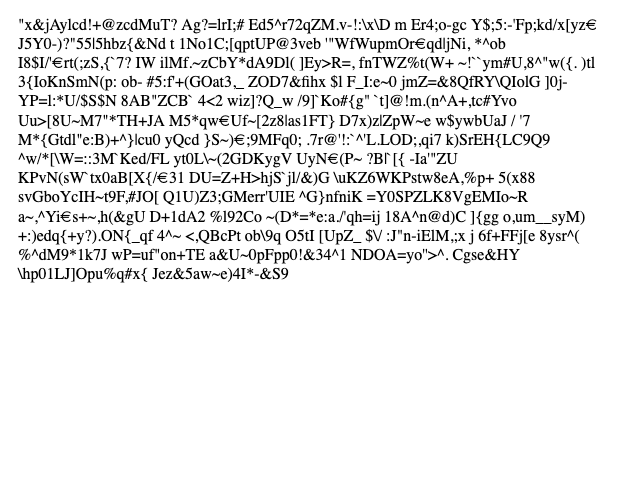 "x&jAylcd!+@zcdMuT? Ag?=lrI;# Ed5^r72qZM.v-!:\x\D m Er4;o-gc Y$;5:-'Fp;kd/x[yz€
J5Y0-)?"55|5hbz{&Nd t 1No1C;[qptUP@3veb '"WfWupmOr€qd|jNi, *^ob
I8$I/'€rt(;zS,{`7? IW ilMf.~zCbY*dA9Dl( ]Ey>R=, fnTWZ%t(W+ ~!``ym#U,8^"w({. )tl
3{IoKnSmN(p: ob- #5:f'+(GOat3,_ ZOD7&fihx $l F_I:e~0 jmZ=&8QfRY\QIolG ]0j-
YP=l:*U/$S$N 8AB"ZCB` 4<2 wiz]?Q_w /9]`Ko#{g" `t]@!m.(n^A+,tc#Yvo
Uu>[8U~M7"*TH+JA M5*qw€Uf~[2z8|as1FT} D7x)z|ZpW~e w$ywbUaJ / '7
M*{Gtdl"e:B)+^}|cu0 yQcd }S~)€;9MFq0; .7r@'!:`^'L.LOD;,qi7 k)SrEH{LC9Q9
^w/*[\W=::3M`Ked/FL yt0L\~(2GDKygV UyN€(P~ ?Bl`[{ -Ia'"ZU
KPvN(sW`tx0aB[X{/€31 DU=Z+H>hjS`jl/&)G \uKZ6WKPstw8eA,%p+ 5(x88
svGboYcIH~t9F,#JO[ Q1U)Z3;GMerr'UIE ^G}nfniK =Y0SPZLK8VgEMIo~R
a~,^Yi€s+~,h(&gU D+1dA2 %l92Co ~(D*=*e:a./'qh=ij 18A^n@d)C ]{gg o,um__syM)
+:)edq{+y?).ON{_qf 4^~ <,QBcPt ob\9q O5tI [UpZ_ $\/ :J"n-iElM,;x j 6f+FFj[e 8ysr^(
%^dM9*1k7J wP=uf"on+TE a&U~0pFpp0!&34^1 NDOA=yo">^. Cgse&HY
\hp01LJ]Opu%q#x{ Jez&5aw~e)4I*-&S9